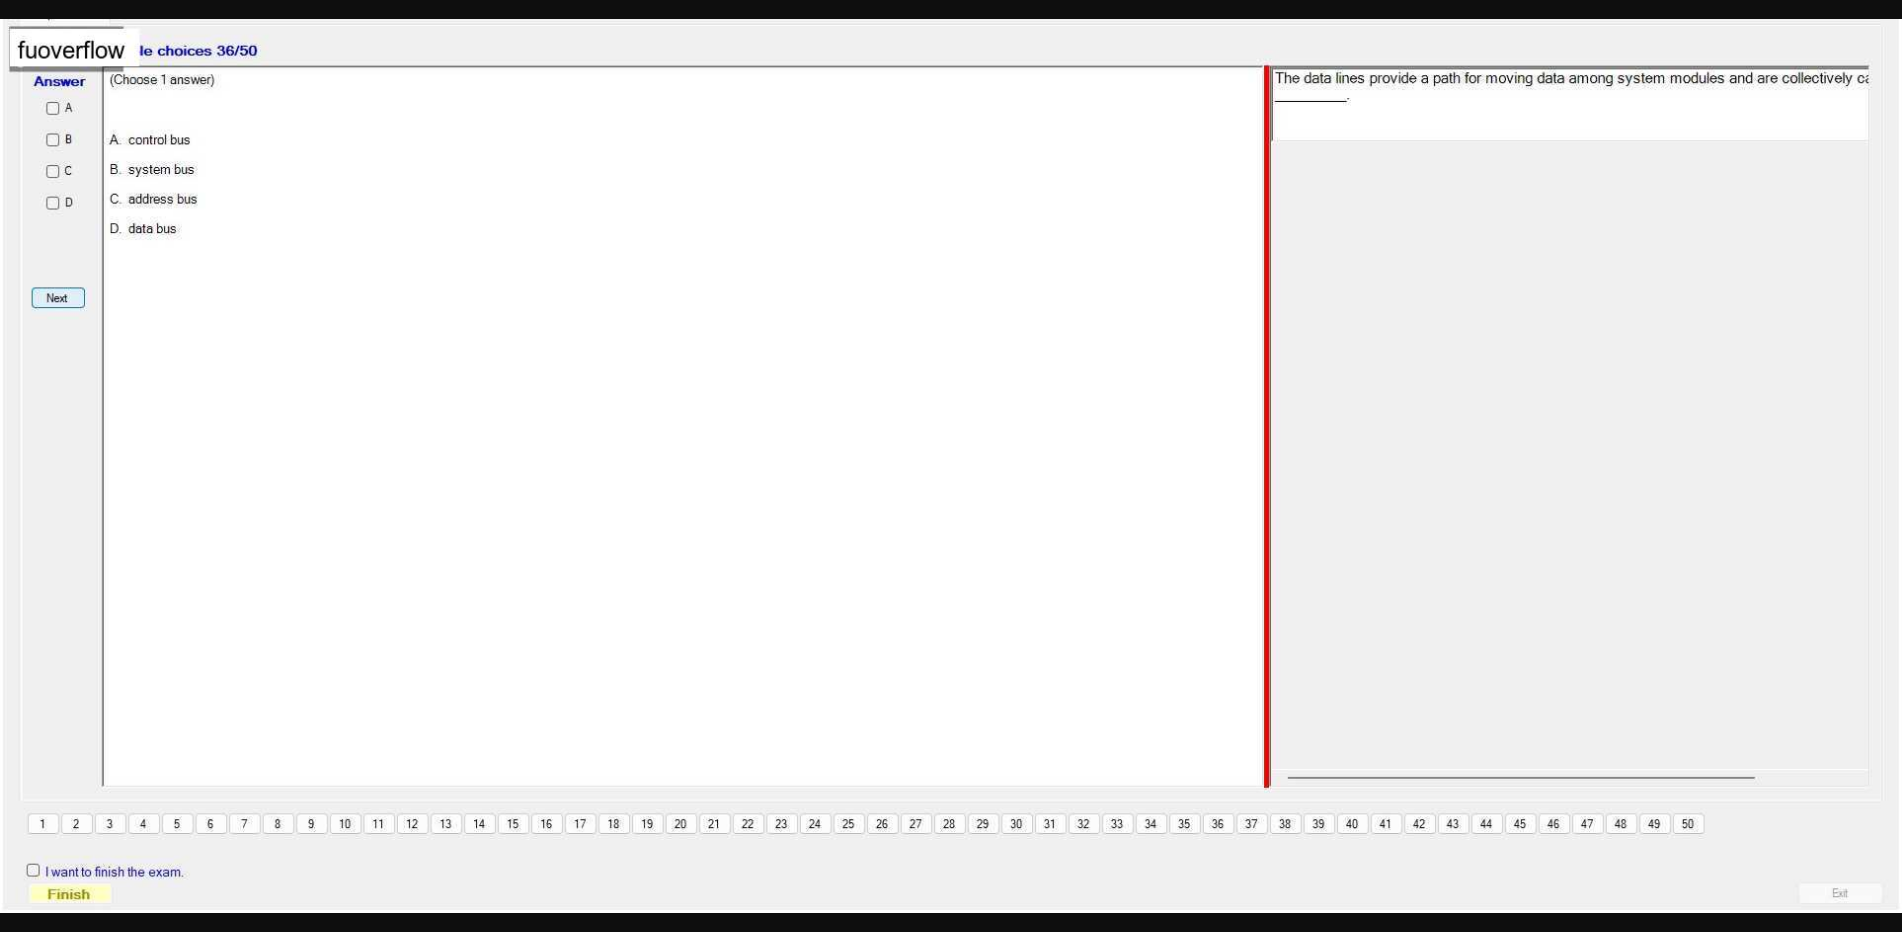 fuoverflow
le choices 36/50
Answer
A
B
C
D
Next
(Choose 1 answer)
A. control bus
B. system bus
C. address bus
D. data bus
The data lines provide a path for moving data among system modules and are collectively ca
_________.
1 2 3 4 5 6 7 8 9 10 11 12 13 14 15 16 17 18 19 20 21 22 23 24 25 26 27 28 29 30 31 32 33 34 35 36 37 38 39 40 41 42 43 44 45 46 47 48 49 50
I want to finish the exam.
Finish
Exit